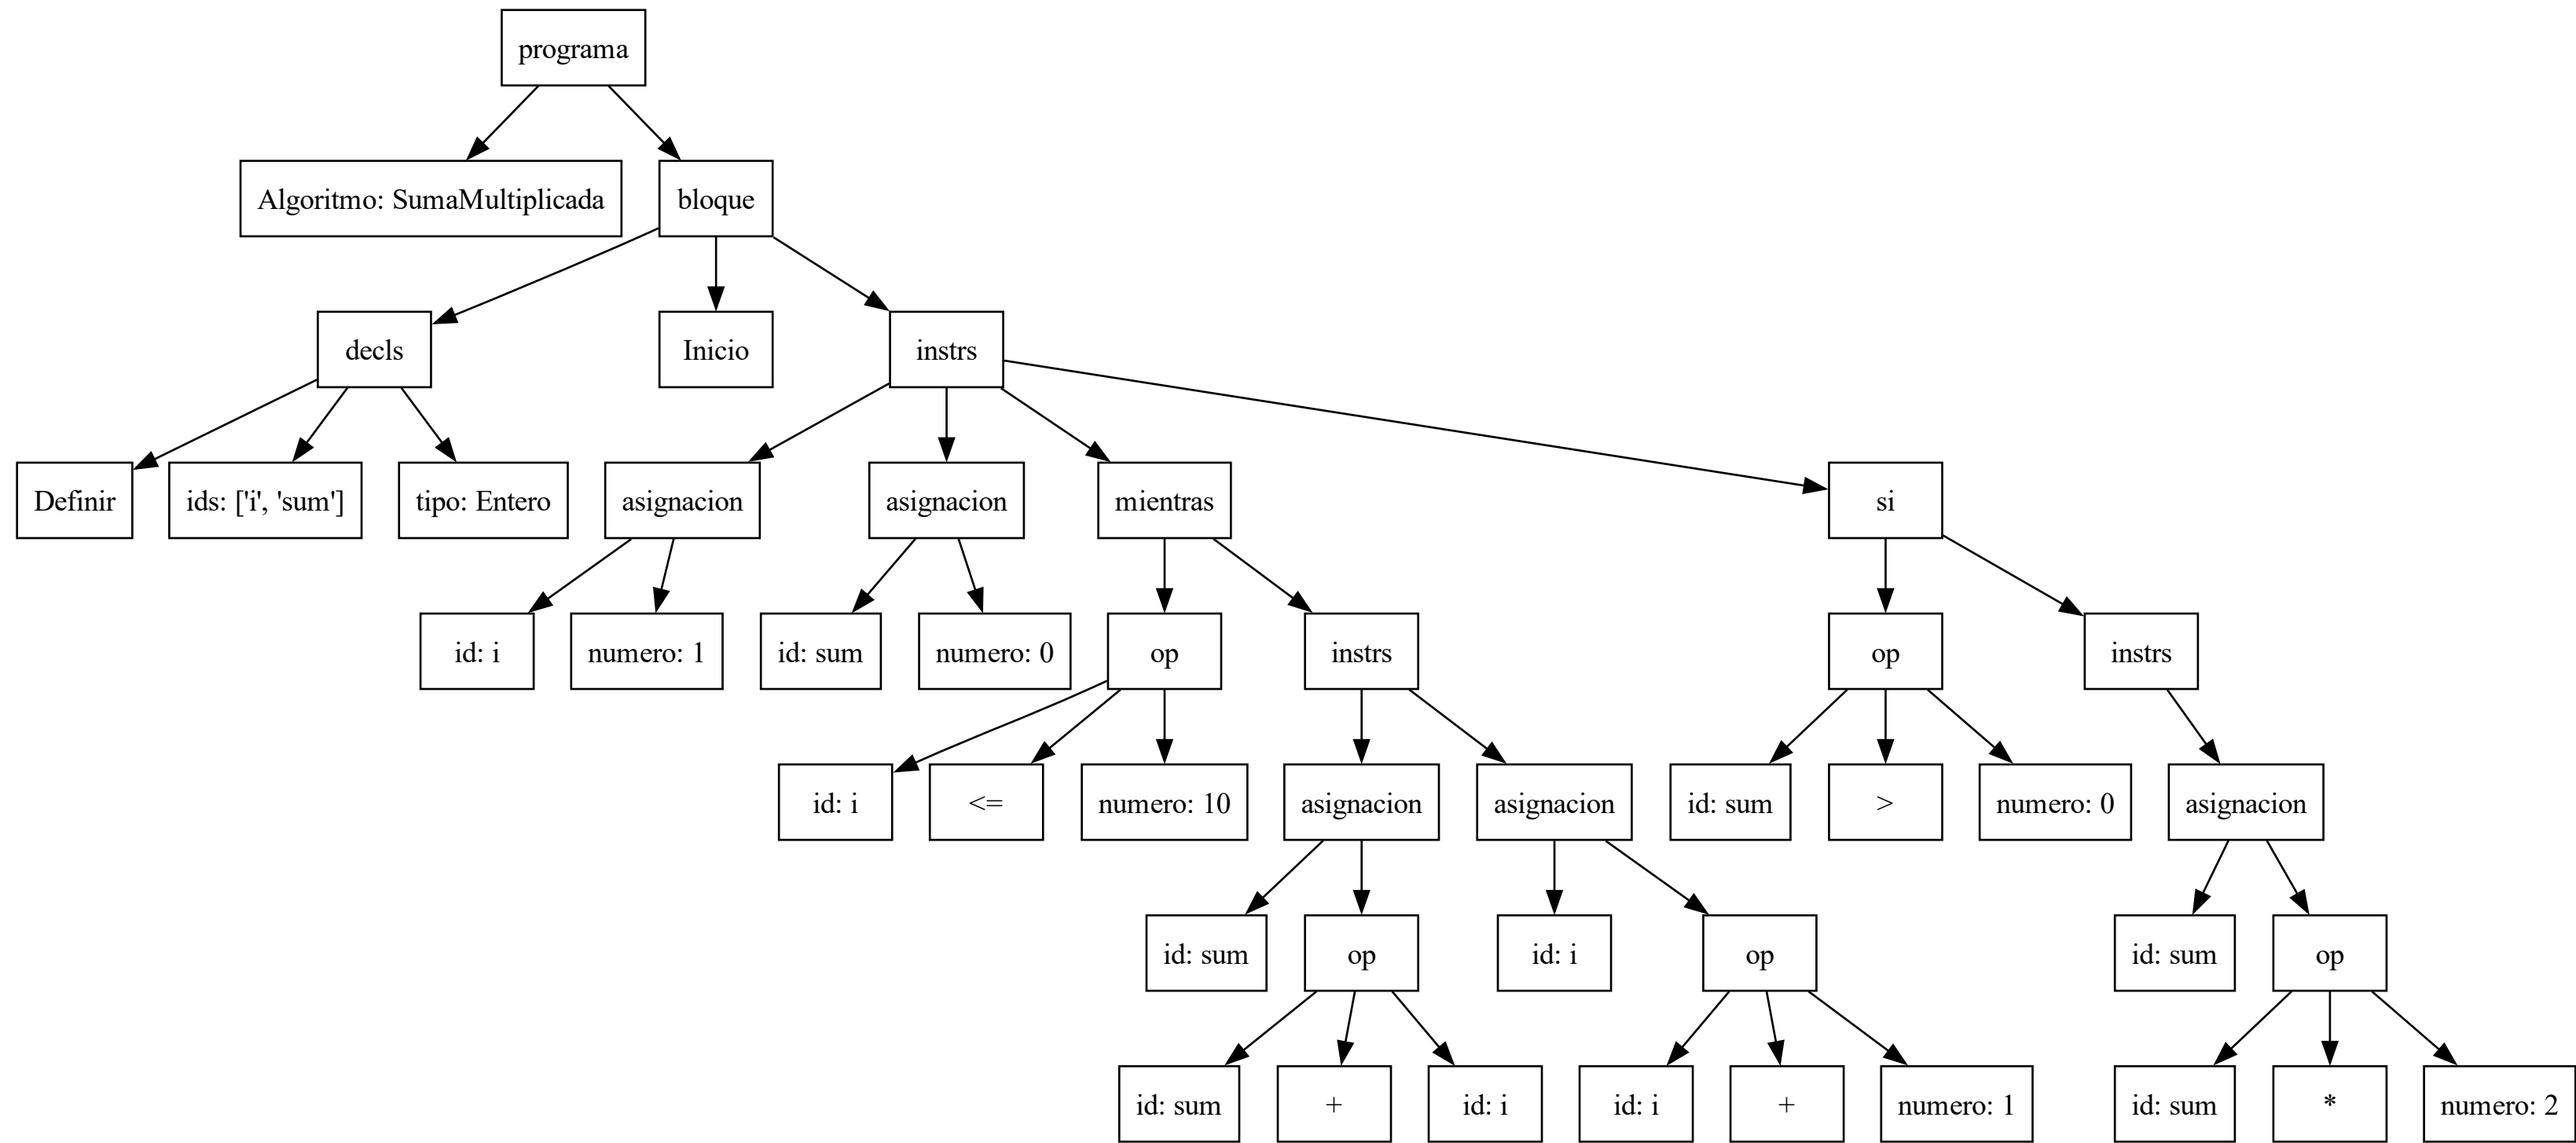 programa
Algoritmo: SumaMultiplicada
bloque
decls
Inicio
instrs
Definir
ids: ['i', 'sum']
tipo: Entero
asignacion
asignacion
mientras
si
id: i
numero: 1
id: sum
numero: 0
op
instrs
op
instrs
id: i
<=
numero: 10
asignacion
asignacion
id: sum
>
numero: 0
asignacion
id: sum
op
id: i
op
id: sum
op
id: sum
+
id: i
id: i
+
numero: 1
id: sum
*
numero: 2